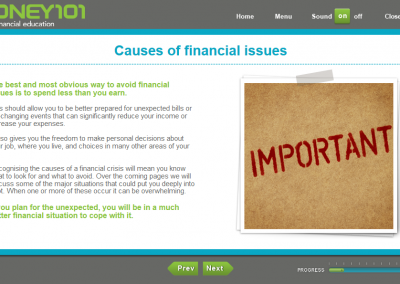 ONEY101
nancial education
Home Menu Sound on off Close
Causes of financial issues
e best and most obvious way to avoid financial
ues is to spend less than you earn.
s should allow you to be better prepared for unexpected bills or
changing events that can significantly reduce your income or
rease your expenses.
so gives you the freedom to make personal decisions about
r job, where you live, and choices in many other areas of your
cognising the causes of a financial crisis will mean you know
at to look for and what to avoid. Over the coming pages we will
cuss some of the major situations that could put you deeply into
t. When one or more of these occur it can be overwhelming.
ou plan for the unexpected, you will be in a much
tter financial situation to cope with it.
IMPORTANT
Prev Next
PROGRESS